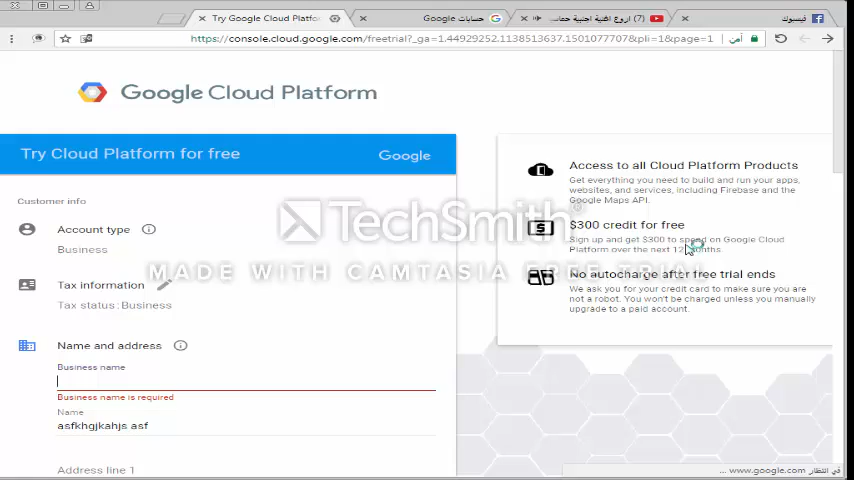 Try Google Cloud Platfor
حسابات Google
(7) اروع اغنية اجنبية حماس
فيسبوك
https://console.cloud.google.com/freetrial?_ga=1.44929252.1138513637.1501077707&pli=1&page=1
آمن
Google Cloud Platform
Try Cloud Platform for free
Google
Customer info
Account type
Business
Tax information
Tax status: Business
Name and address
Business name
Business name is required
Name
asfkhgjkahjs asf
Address line 1
Access to all Cloud Platform Products
Get everything you need to build and run your apps,
websites, and services, including Firebase and the
Google Maps API.
$300 credit for free
Sign up and get $300 to spend on Google Cloud
Platform over the next 12 months.
No autocharge after free trial ends
We ask you for your credit card to make sure you are
not a robot. You won't be charged unless you manually
upgrade to a paid account.
TechSmith®
MADE WITH CAMTASIA FREE TRIAL
في انتظار www.google.com ...